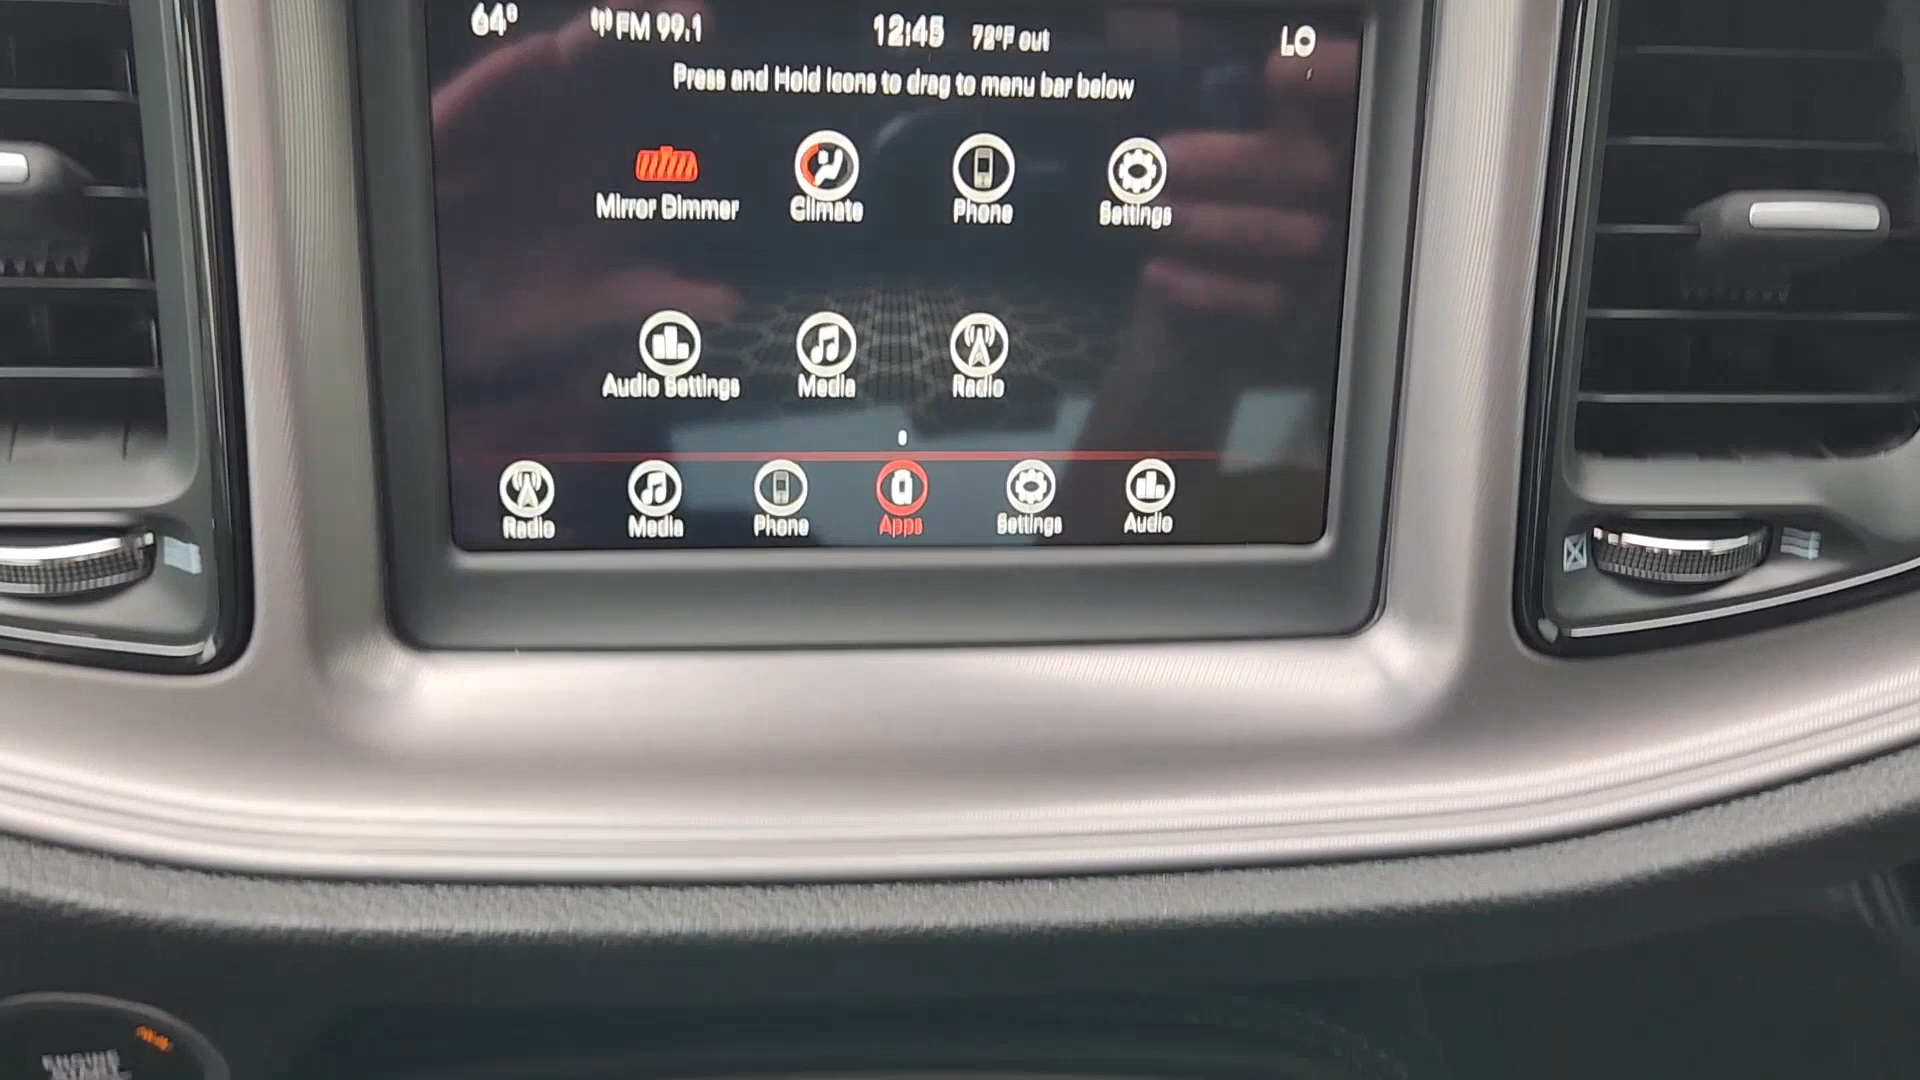 64° FM 99.1 12:45 72°F out LO
Press and Hold Icons to drag to menu bar below
Mirror Dimmer Climate Phone Settings
Audio Settings Media Radio
Radio Media Phone Apps Settings Audio
ENGINE